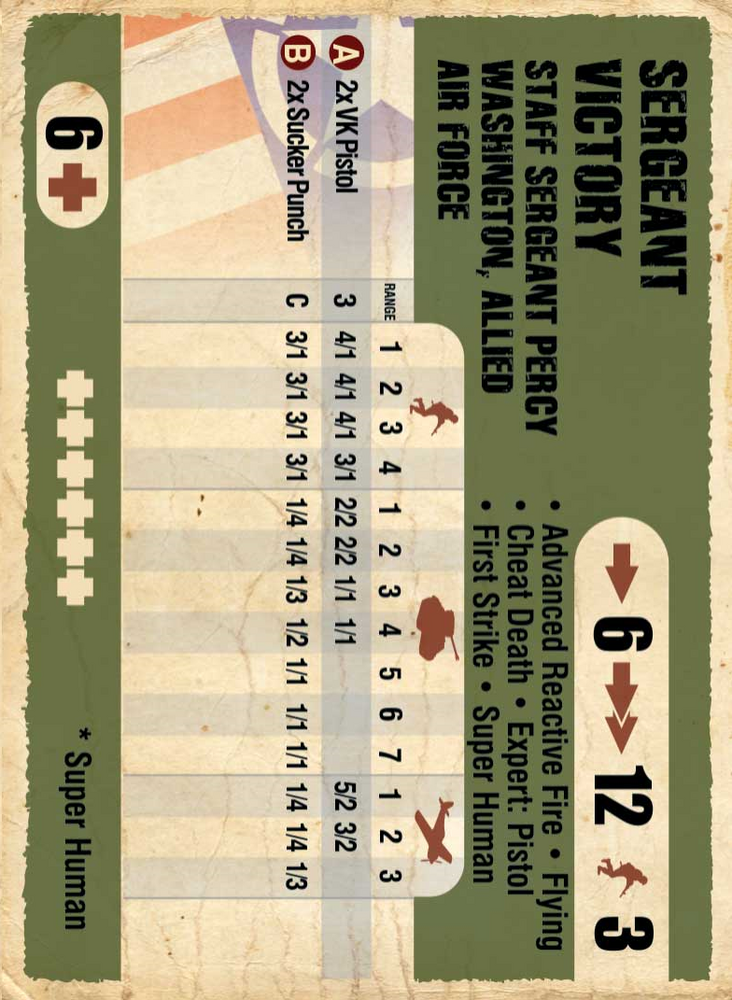 SERGEANT
VICTORY
STAFF SERGEANT PERCY
WASHINGTON, ALLIED
AIR FORCE
6 12 3
• Advanced Reactive Fire • Flying
• Cheat Death • Expert: Pistol
• First Strike • Super Human
RANGE 1 2 3 4 1 2 3 4 5 6 7 1 2 3
A 2x VK Pistol 3 4/1 4/1 4/1 3/1 2/2 2/2 1/1 1/1 5/2 3/2
B 2x Sucker Punch C 3/1 3/1 3/1 3/1 1/4 1/4 1/3 1/2 1/1 1/1 1/1 1/4 1/4 1/3
6
* Super Human